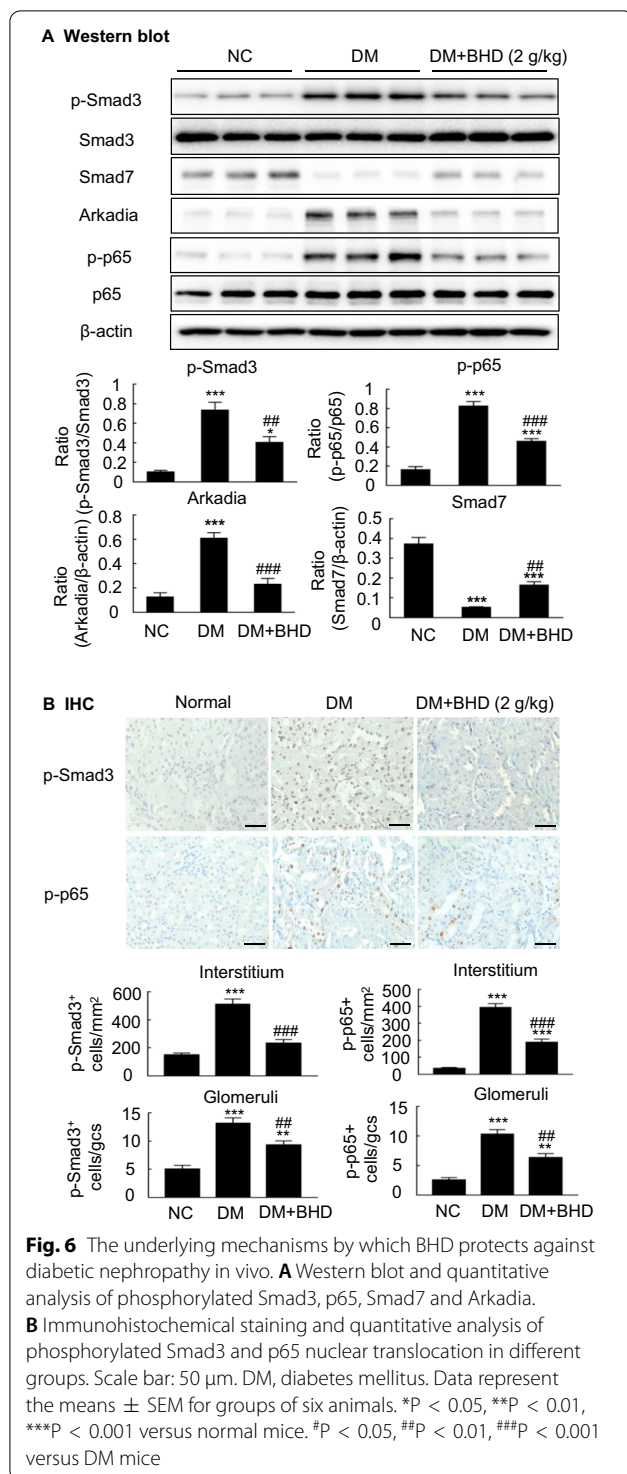 A Western blot
NC DM DM+BHD (2 g/kg)
p-Smad3
Smad3
Smad7
Arkadia
p-p65
p65
β-actin
p-Smad3
Ratio
(p-Smad3/Smad3)
1
0.8
0.6
0.4
0.2
0
***
##
*
p-p65
Ratio
(p-p65/p65)
1
0.8
0.6
0.4
0.2
0
***
###
***
Arkadia
Ratio
(Arkadia/β-actin)
0.8
0.6
0.4
0.2
0
***
###
NC DM DM+BHD
Smad7
Ratio
(Smad7/β-actin)
0.4
0.3
0.2
0.1
0
***
##
***
NC DM DM+BHD
B IHC
Normal DM DM+BHD (2 g/kg)
p-Smad3
p-p65
Interstitium
p-Smad3+
cells/mm²
600
400
200
0
***
###
Interstitium
p-p65+
cells/mm²
400
300
200
100
0
***
###
***
Glomeruli
p-Smad3+
cells/gcs
15
10
5
0
***
##
**
NC DM DM+BHD
Glomeruli
p-p65+
cells/gcs
15
10
5
0
***
##
**
NC DM DM+BHD
Fig. 6 The underlying mechanisms by which BHD protects against
diabetic nephropathy in vivo. A Western blot and quantitative
analysis of phosphorylated Smad3, p65, Smad7 and Arkadia.
B Immunohistochemical staining and quantitative analysis of
phosphorylated Smad3 and p65 nuclear translocation in different
groups. Scale bar: 50 μm. DM, diabetes mellitus. Data represent
the means ± SEM for groups of six animals. *P < 0.05, **P < 0.01,
***P < 0.001 versus normal mice. #P < 0.05, ##P < 0.01, ###P < 0.001
versus DM mice